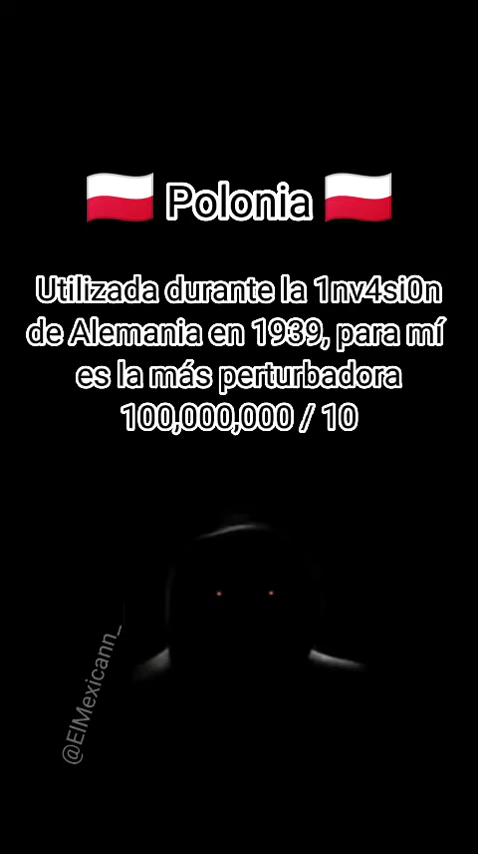 🇵🇱 Polonia 🇵🇱
Utilizada durante la 1nv4si0n
de Alemania en 1939, para mí
es la más perturbadora
100,000,000 / 10
@ElMexicann_